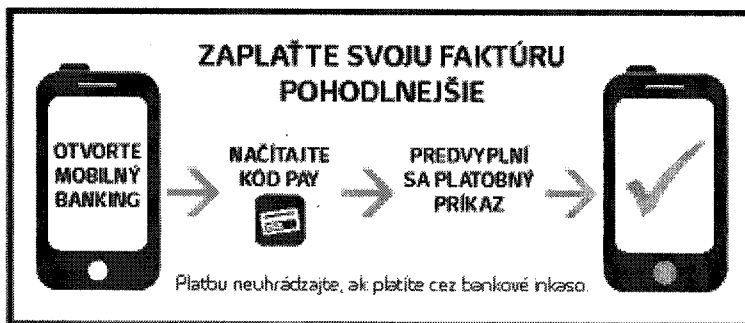 ZAPLAŤTE SVOJU FAKTÚRU
POHODLNEJŠIE
OTVORTE
MOBILNÝ
BANKING
NAČÍTAJTE
KÓD PAY
PREDVYPLNÍ
SA PLATOBNÝ
PRÍKAZ
Platbu neuhrádzajte, ak platíte cez bankové inkaso.